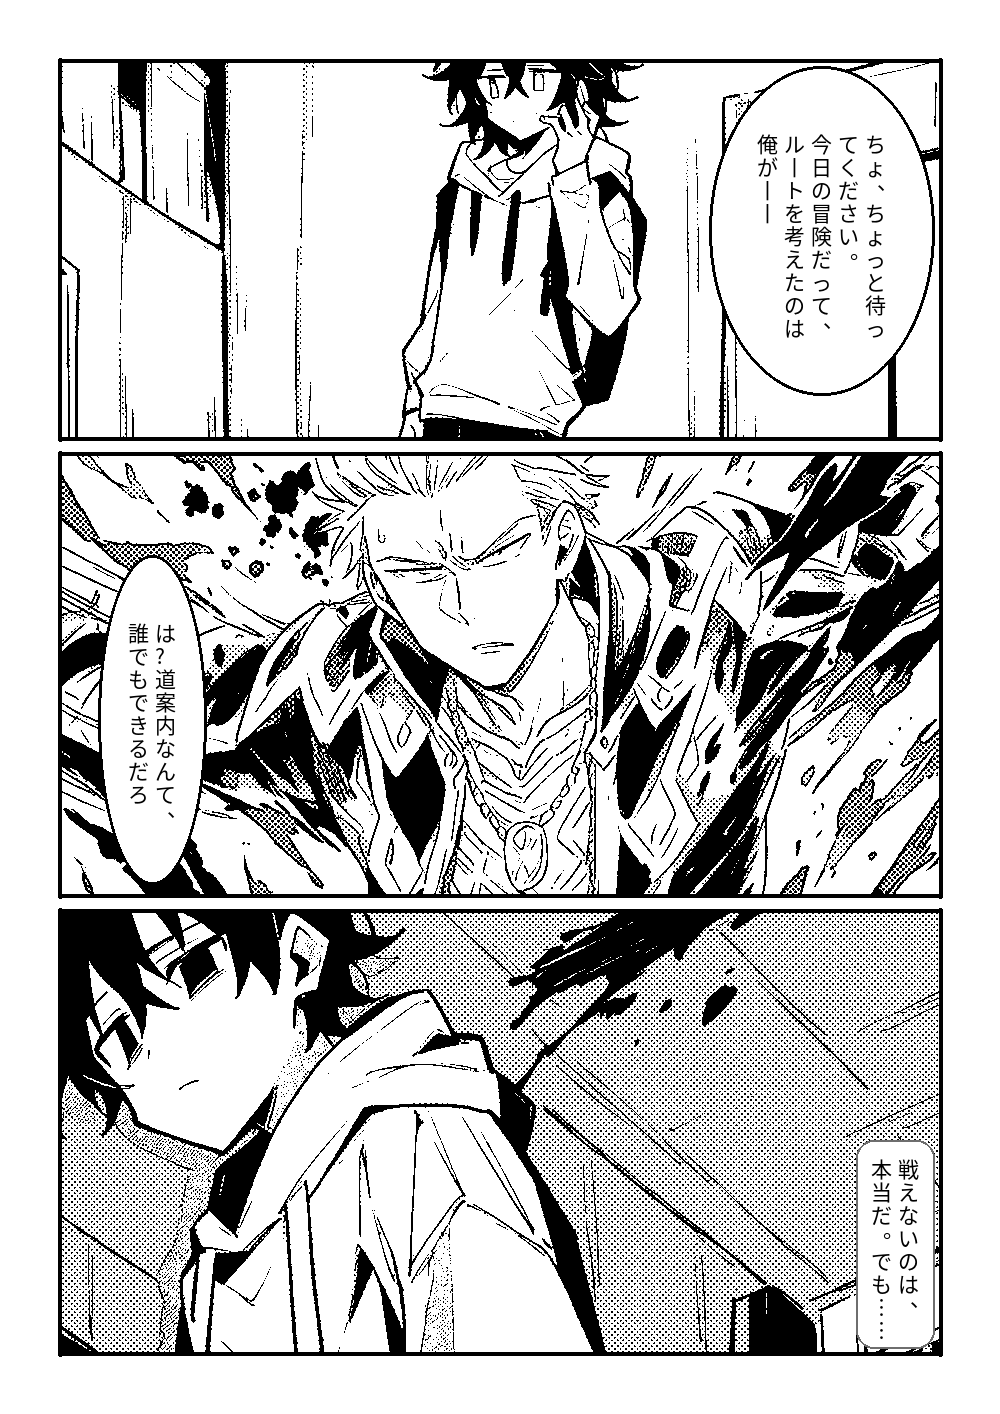 ちょ、ちょっと待っ
てください。
今日の冒険だって、
ルートを考えたのは
俺が――
は？道案内なんて、
誰でもできるだろ
戦えないのは、
本当だ。でも……